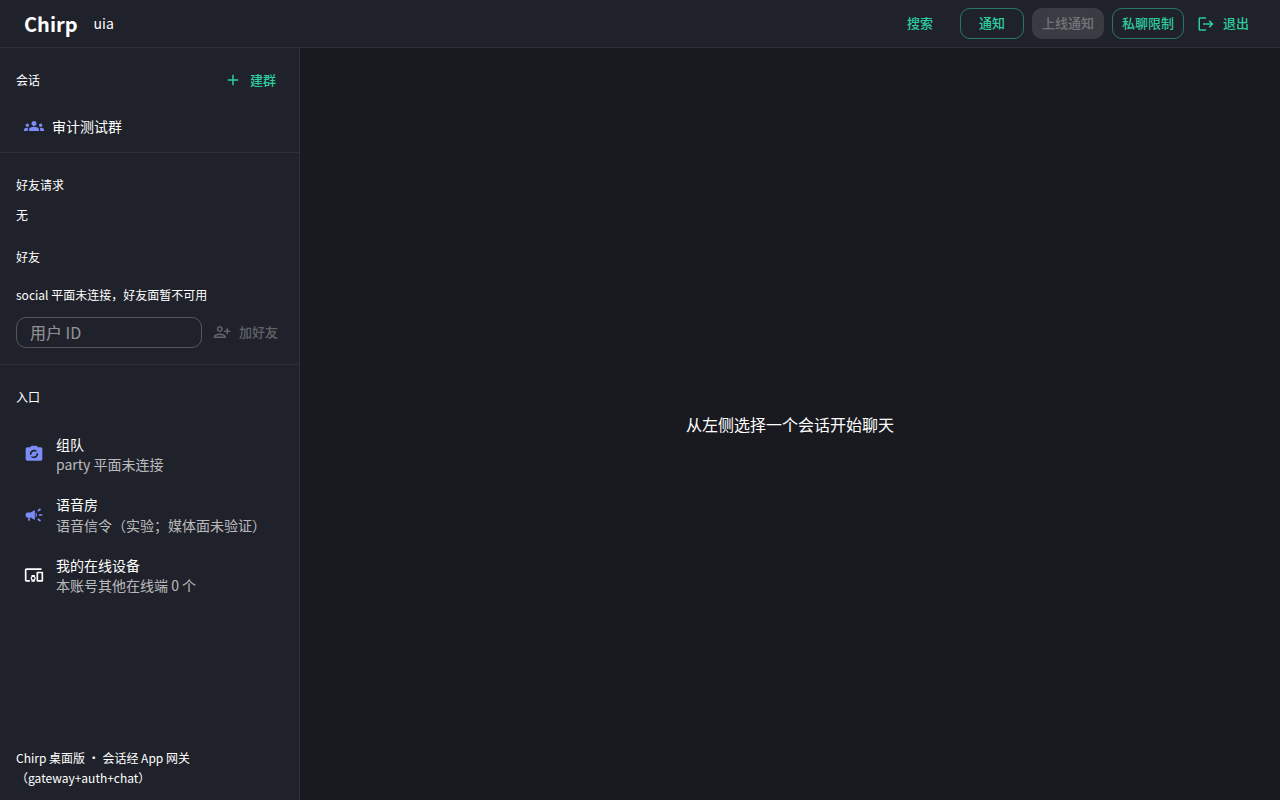 Chirp uia 搜索 通知 上线通知 私聊限制 退出
会话 建群
审计测试群
好友请求
无
好友
social 平面未连接，好友面暂不可用
用户 ID 加好友
入口
组队
party 平面未连接
语音房
语音信令（实验；媒体面未验证）
我的在线设备
本账号其他在线端 0 个
从左侧选择一个会话开始聊天
Chirp 桌面版 · 会话经 App 网关
（gateway+auth+chat）